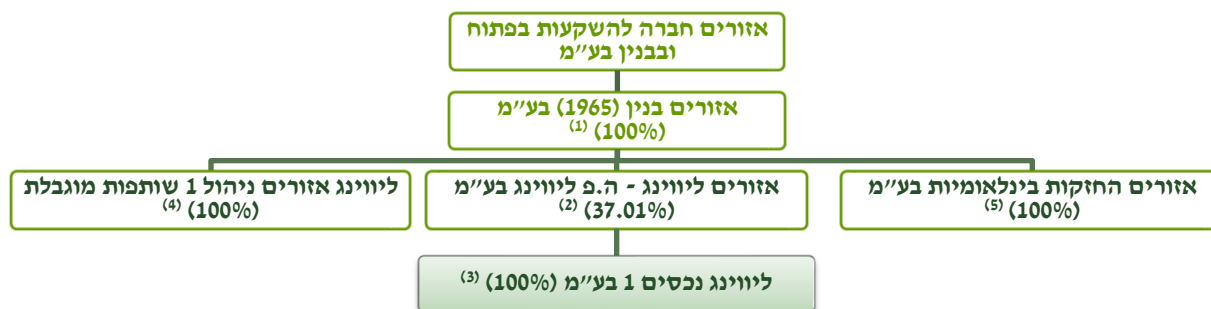 אזורים חברה להשקעות בפתוח
ובבנין בע״מ
אזורים בנין (1965) בע״מ
(100%) (1)
ליווינג אזורים ניהול 1 שותפות מוגבלת
(100%) (4)
אזורים ליווינג - ה.פ ליווינג בע״מ
(37.01%) (2)
אזורים החזקות בינלאומיות בע״מ
(100%) (5)
ליווינג נכסים 1 בע״מ (100%) (3)